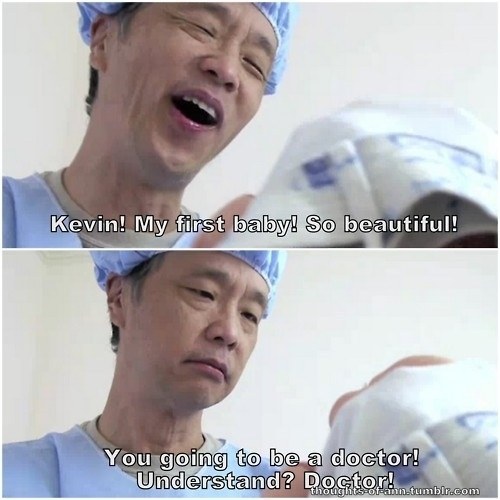 Kevin! My first baby! So beautiful!
You going to be a doctor!
Understand? Doctor!
thoughts-of-ann.tumblr.com